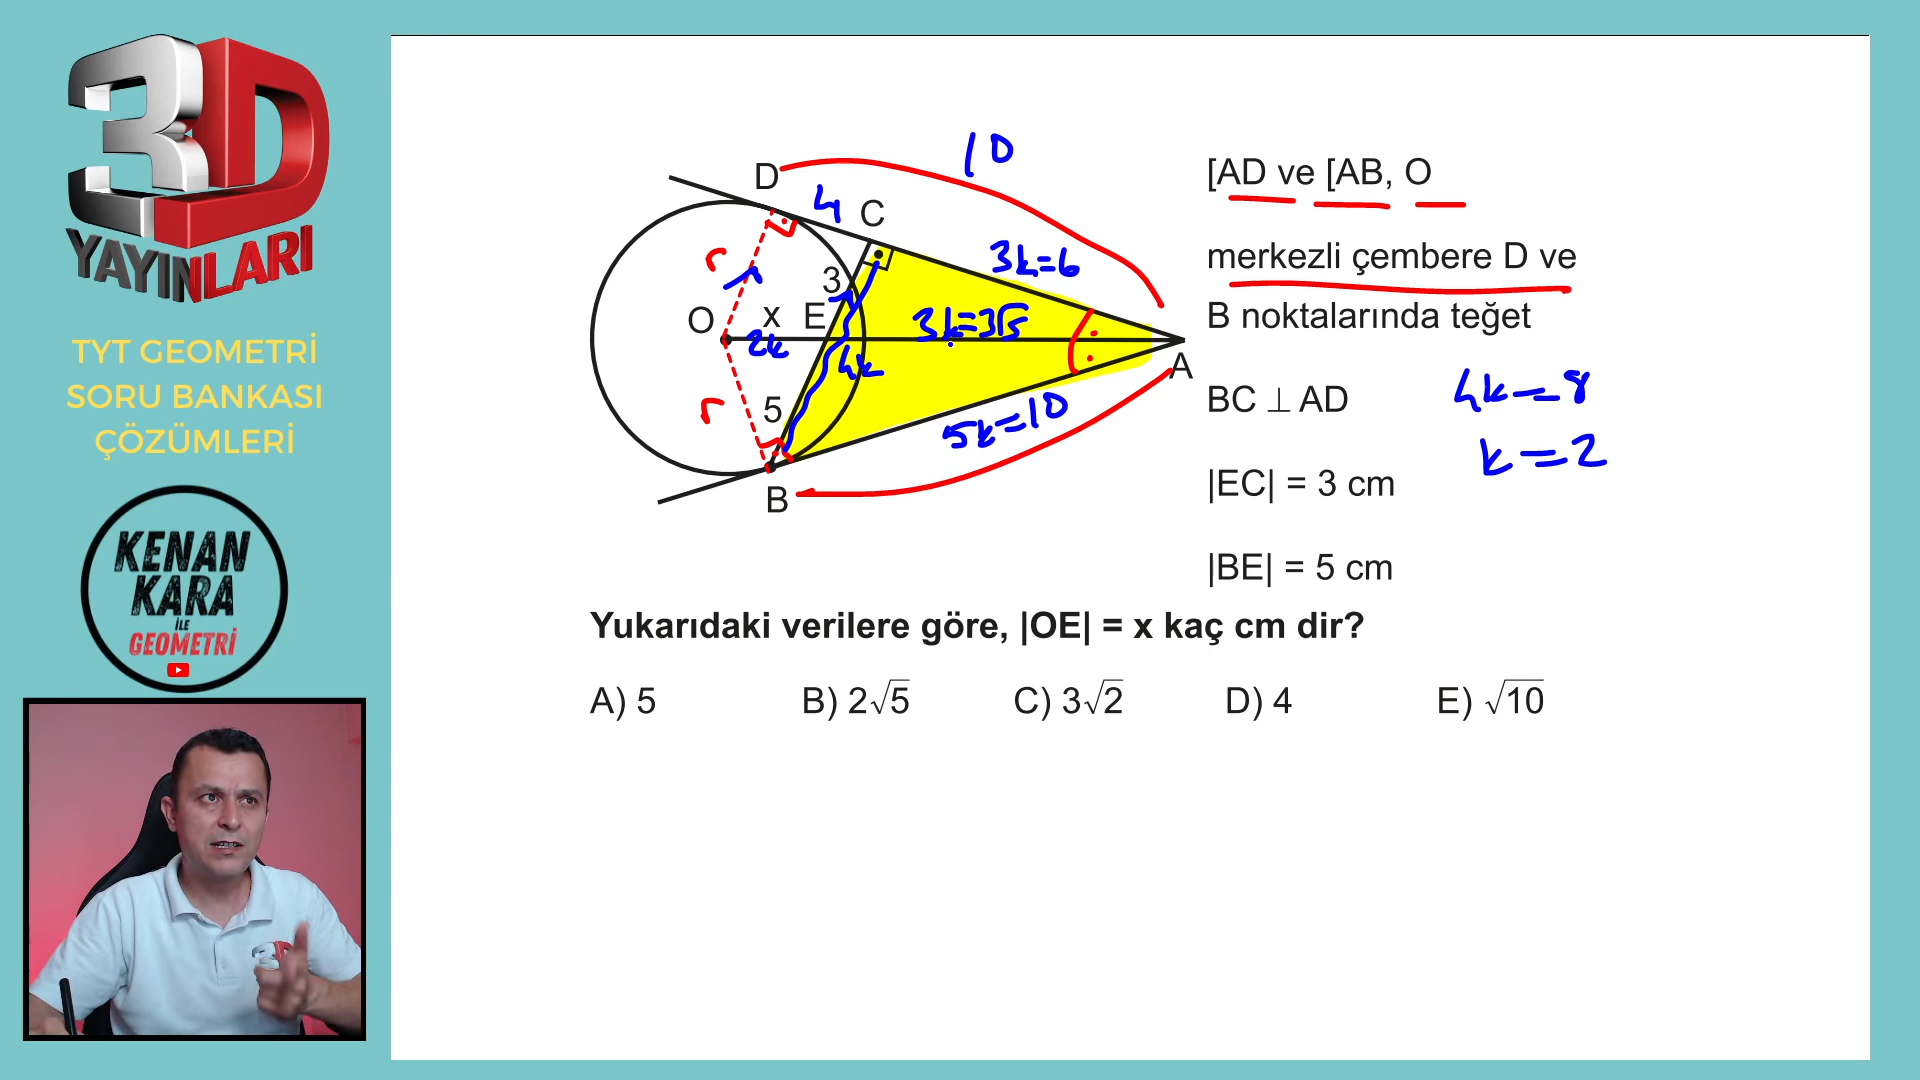 3D
YAYINLARI
TYT GEOMETRİ
SORU BANKASI
ÇÖZÜMLERİ
KENAN
KARA
İLE
GEOMETRİ
10
D
4
C
r
3
3k=6
O
x
E
3k=3√5
2k
4k
A
r
5
5k=10
B
[AD ve [AB, O
merkezli çembere D ve
B noktalarında teğet
BC ⊥ AD
4k=8
k=2
|EC| = 3 cm
|BE| = 5 cm
Yukarıdaki verilere göre, |OE| = x kaç cm dir?
A) 5 B) 2√5 C) 3√2 D) 4 E) √10